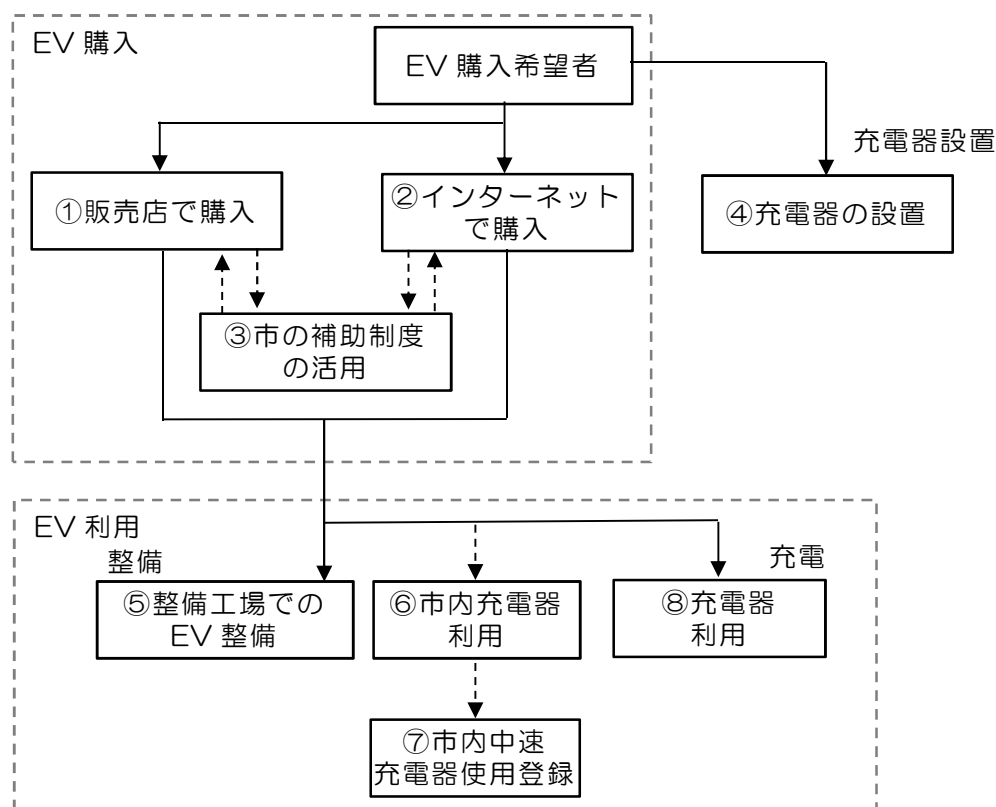 EV 購入
EV 購入希望者
充電器設置
①販売店で購入
②インターネット
で購入
④充電器の設置
③市の補助制度
の活用
EV 利用
整備
充電
⑤整備工場での
EV 整備
⑥市内充電器
利用
⑧充電器
利用
⑦市内中速
充電器使用登録